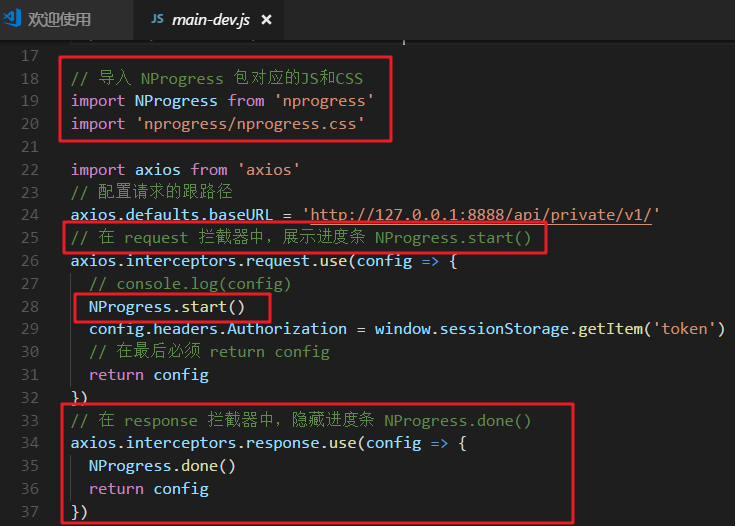 欢迎使用
JS main-dev.js ×
17
18 // 导入 NProgress 包对应的JS和CSS
19 import NProgress from 'nprogress'
20 import 'nprogress/nprogress.css'
21
22 import axios from 'axios'
23 // 配置请求的跟路径
24 axios.defaults.baseURL = 'http://127.0.0.1:8888/api/private/v1/'
25 // 在 request 拦截器中，展示进度条 NProgress.start()
26 axios.interceptors.request.use(config => {
27 // console.log(config)
28 NProgress.start()
29 config.headers.Authorization = window.sessionStorage.getItem('token')
30 // 在最后必须 return config
31 return config
32 })
33 // 在 response 拦截器中，隐藏进度条 NProgress.done()
34 axios.interceptors.response.use(config => {
35 NProgress.done()
36 return config
37 })